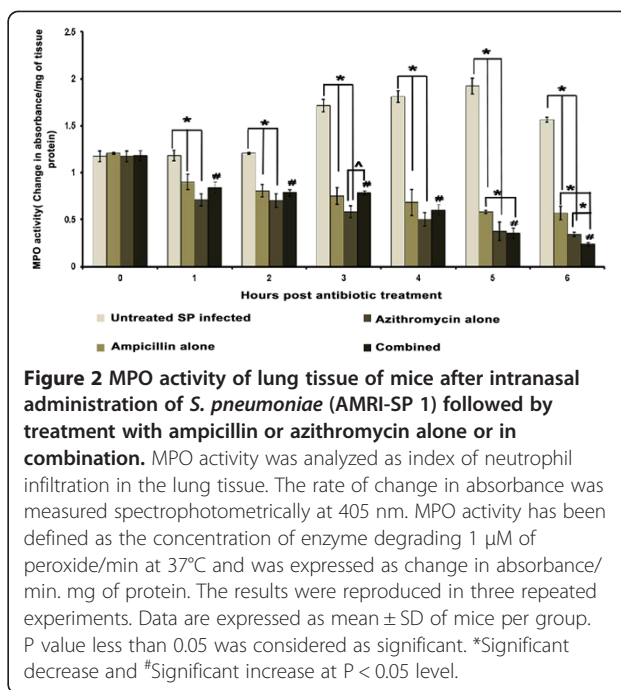 2.5
2
1.5
1
0.5
0
MPO activity( Change in absorbance/mg of tissue
protein)
* * * * * *
^ * * *
# # # # # #
0 1 2 3 4 5 6
Hours post antibiotic treatment
Untreated SP infected Azithromycin alone
Ampicillin alone Combined
Figure 2 MPO activity of lung tissue of mice after intranasal
administration of S. pneumoniae (AMRI-SP 1) followed by
treatment with ampicillin or azithromycin alone or in
combination. MPO activity was analyzed as index of neutrophil
infiltration in the lung tissue. The rate of change in absorbance was
measured spectrophotometrically at 405 nm. MPO activity has been
defined as the concentration of enzyme degrading 1 μM of
peroxide/min at 37°C and was expressed as change in absorbance/
min. mg of protein. The results were reproduced in three repeated
experiments. Data are expressed as mean ± SD of mice per group.
P value less than 0.05 was considered as significant. *Significant
decrease and #Significant increase at P < 0.05 level.